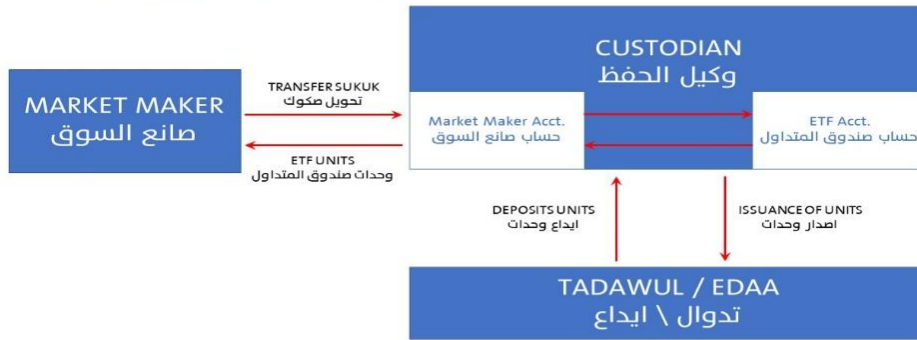 CUSTODIAN
وكيل الحفظ
MARKET MAKER
صانع السوق
TRANSFER SUKUK
تحويل صكوك
ETF UNITS
وحدات صندوق المتداول
Market Maker Acct.
حساب صانع السوق
ETF Acct.
حساب صندوق المتداول
DEPOSITS UNITS
ايداع وحدات
ISSUANCE OF UNITS
اصدار وحدات
TADAWUL / EDAA
تدوال \ ايداع